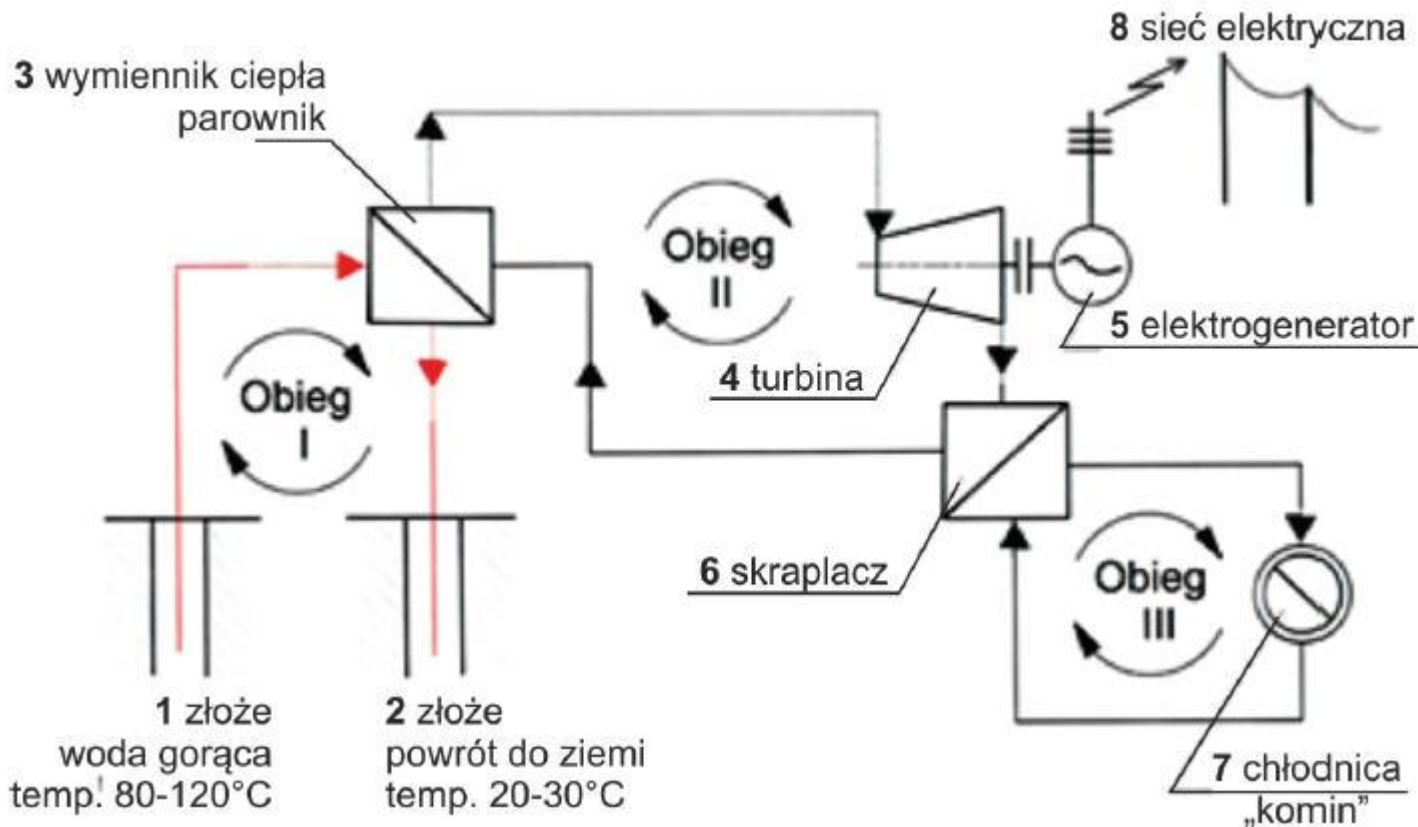 8 sieć elektryczna
3 wymiennik ciepła
parownik
Obieg
II
5 elektrogenerator
4 turbina
Obieg
I
6 skraplacz
Obieg
III
1 złoże
woda gorąca
temp. 80-120°C
2 złoże
powrót do ziemi
temp. 20-30°C
7 chłodnica
„komin”